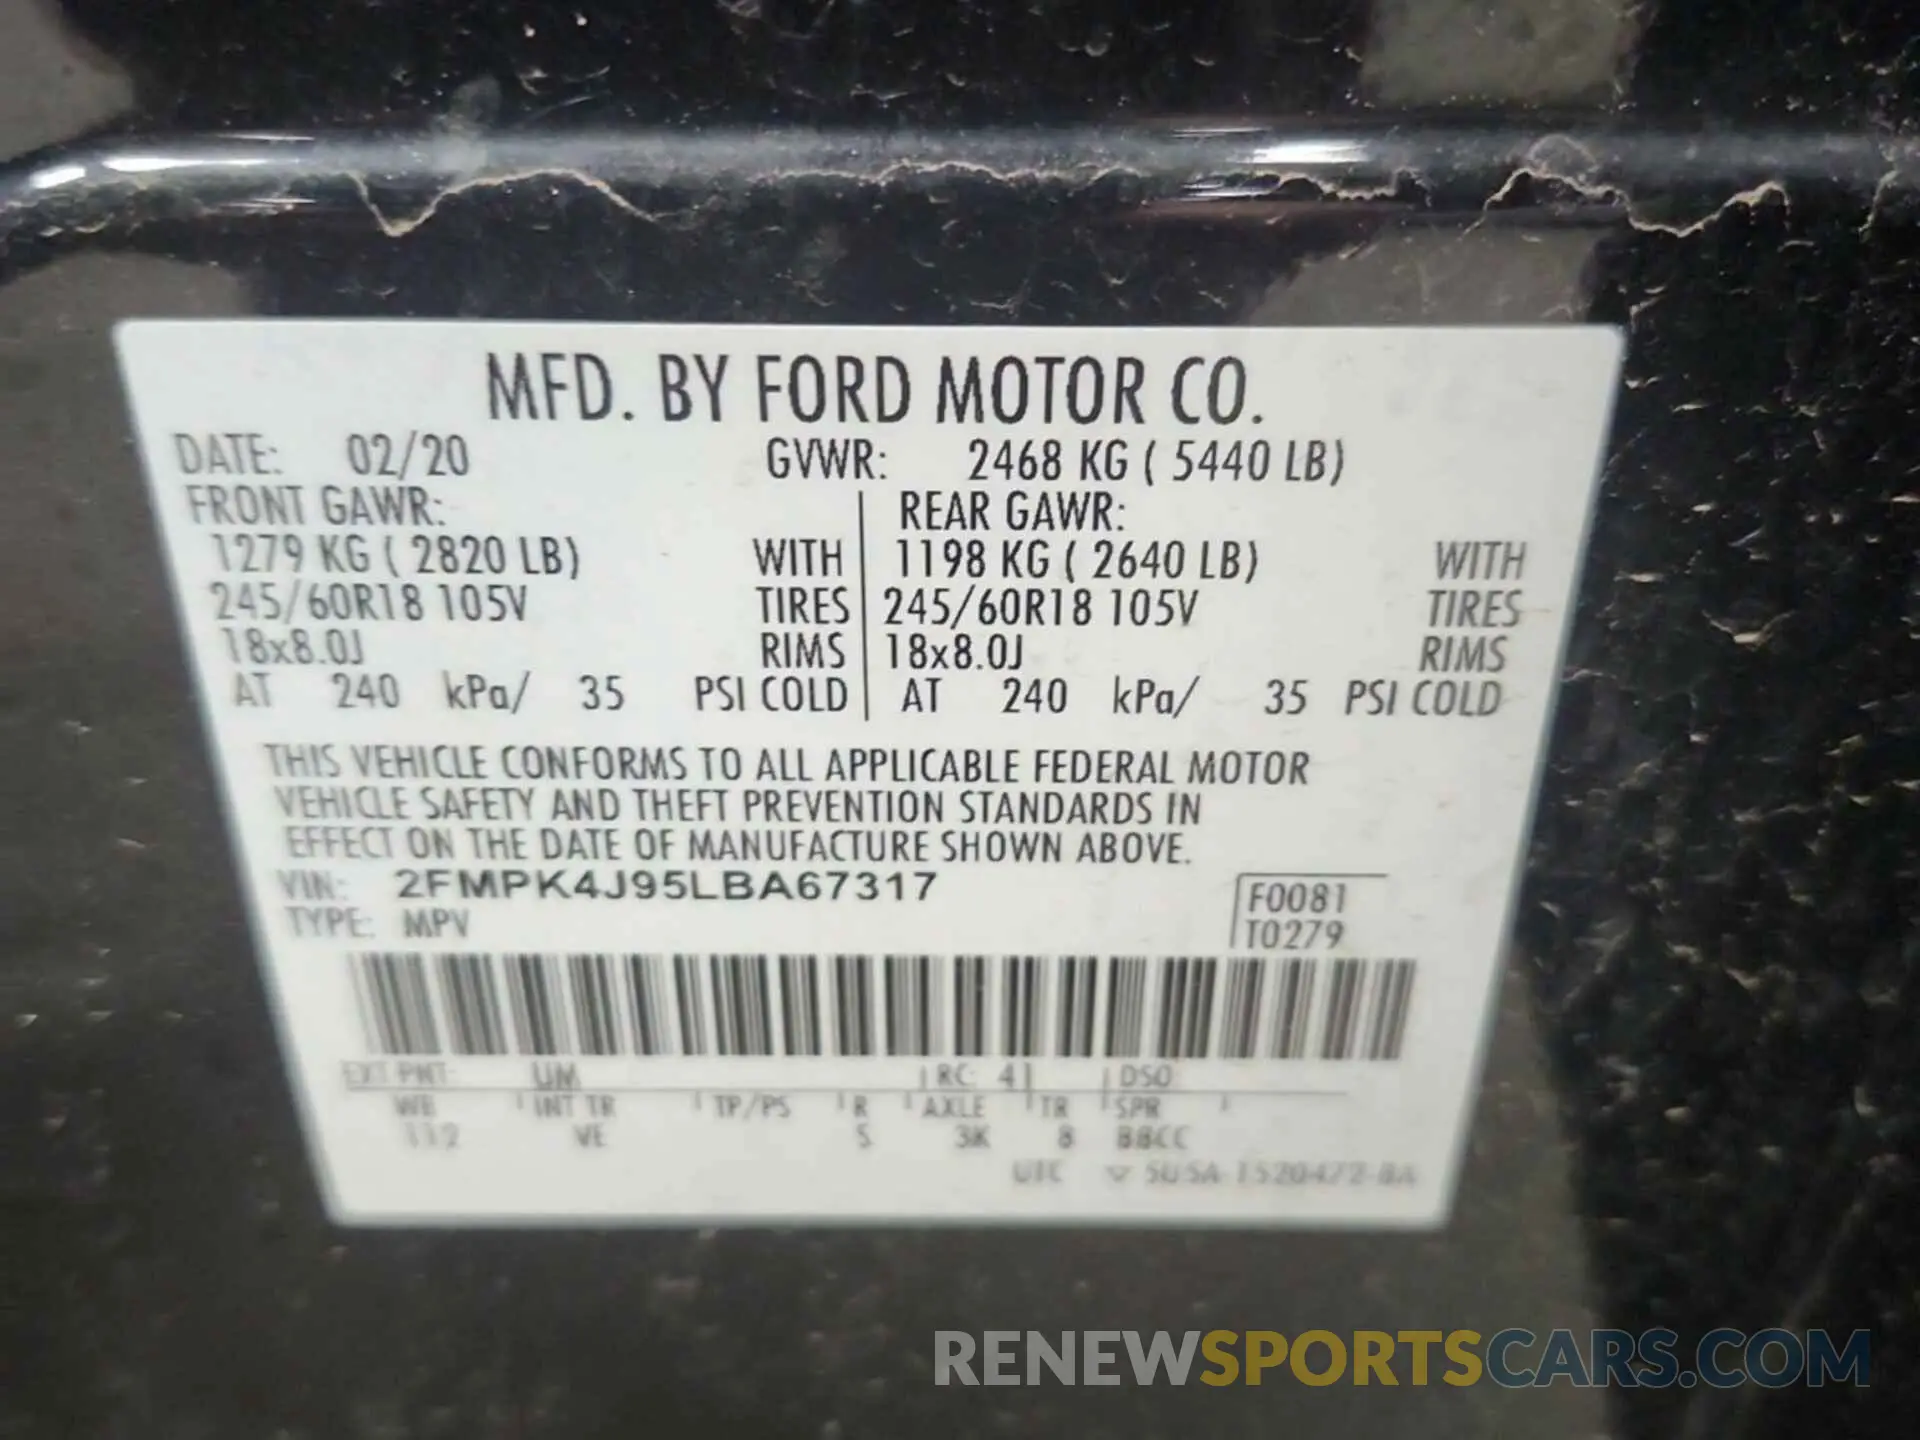 MFD. BY FORD MOTOR CO.
DATE: 02/20 GVWR: 2468 KG ( 5440 LB)
FRONT GAWR: REAR GAWR:
1279 KG ( 2820 LB) WITH 1198 KG ( 2640 LB) WITH
245/60R18 105V TIRES 245/60R18 105V TIRES
18x8.0J RIMS 18x8.0J RIMS
AT 240 kPa/ 35 PSI COLD AT 240 kPa/ 35 PSI COLD
THIS VEHICLE CONFORMS TO ALL APPLICABLE FEDERAL MOTOR
VEHICLE SAFETY AND THEFT PREVENTION STANDARDS IN
EFFECT ON THE DATE OF MANUFACTURE SHOWN ABOVE.
VIN: 2FMPK4J95LBA67317
TYPE: MPV
F0081
T0279
EXT PNT: UM RC: 41 DSO:
WB INT TR TP/PS R AXLE TR SPR
112 VE 5 3K 8 BBCC
UTC
RENEWSPORTSCARS.COM